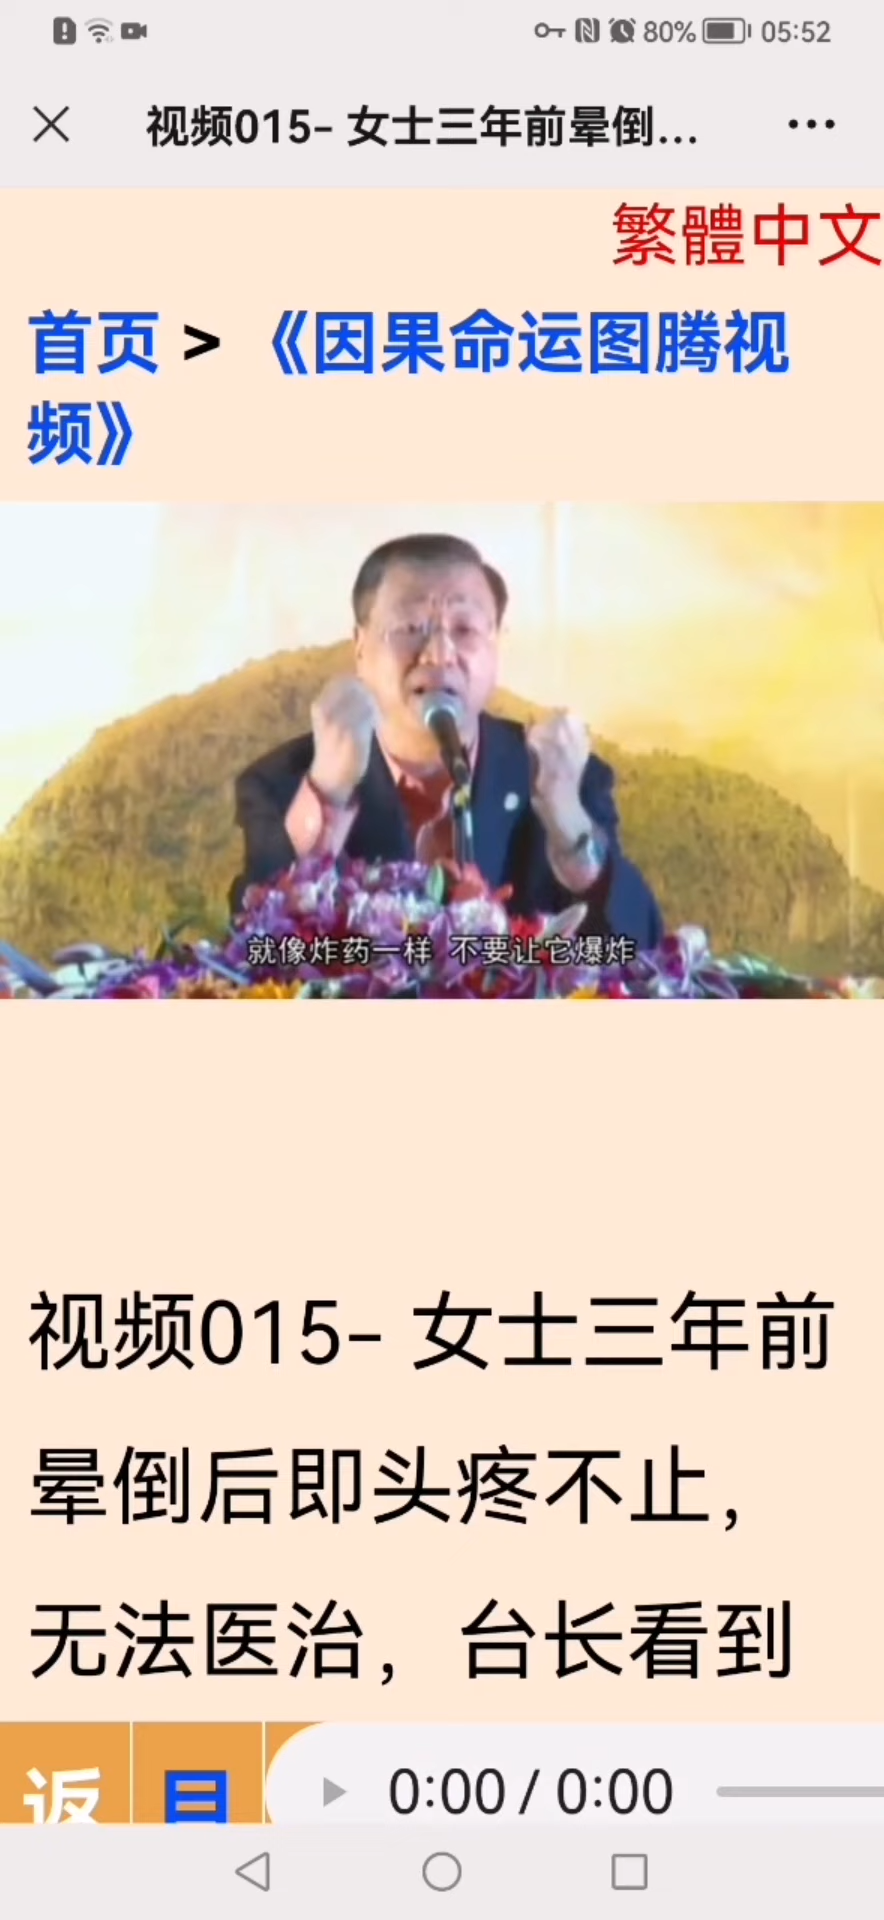 80% 05:52
视频015- 女士三年前晕倒...
繁體中文
首页 > 《因果命运图腾视
频》
就像炸药一样 不要让它爆炸
视频015- 女士三年前
晕倒后即头疼不止，
无法医治，台长看到
返 目 0:00 / 0:00